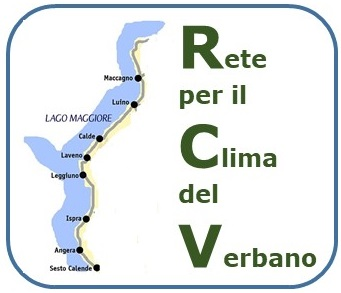 Maccagno
Luino
LAGO MAGGIORE
Calde
Laveno
Leggiuno
Ispra
Angera
Sesto Calende
Rete
per il
Clima
del
Verbano